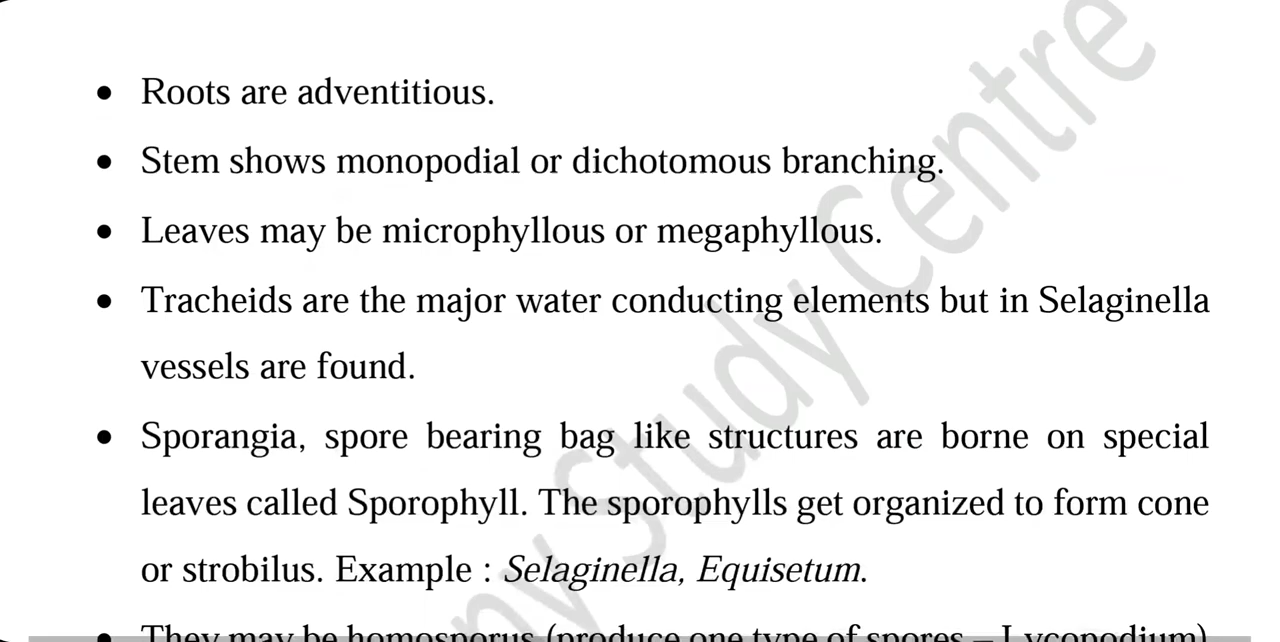 • Roots are adventitious.
• Stem shows monopodial or dichotomous branching.
• Leaves may be microphyllous or megaphyllous.
• Tracheids are the major water conducting elements but in Selaginella
vessels are found.
• Sporangia, spore bearing bag like structures are borne on special
leaves called Sporophyll. The sporophylls get organized to form cone
or strobilus. Example : Selaginella, Equisetum.
• They may be homosporus (produce one type of spores – Lycopodium)
ny Study Centre